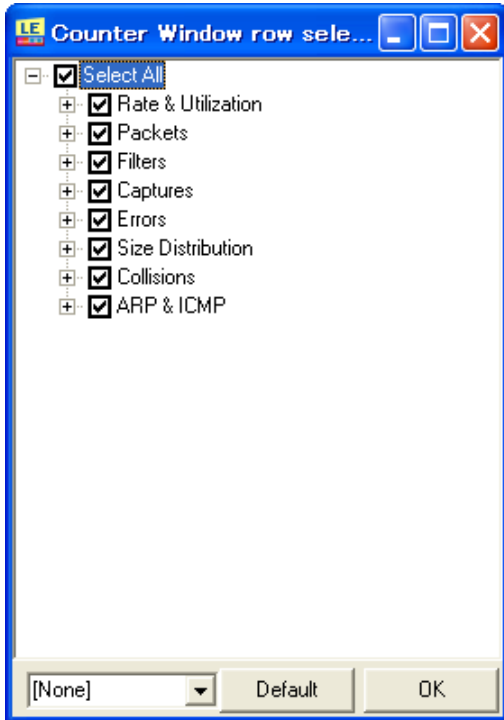 LE
Counter Window row sele...
Select All
Rate & Utilization
Packets
Filters
Captures
Errors
Size Distribution
Collisions
ARP & ICMP
[None]
Default
OK